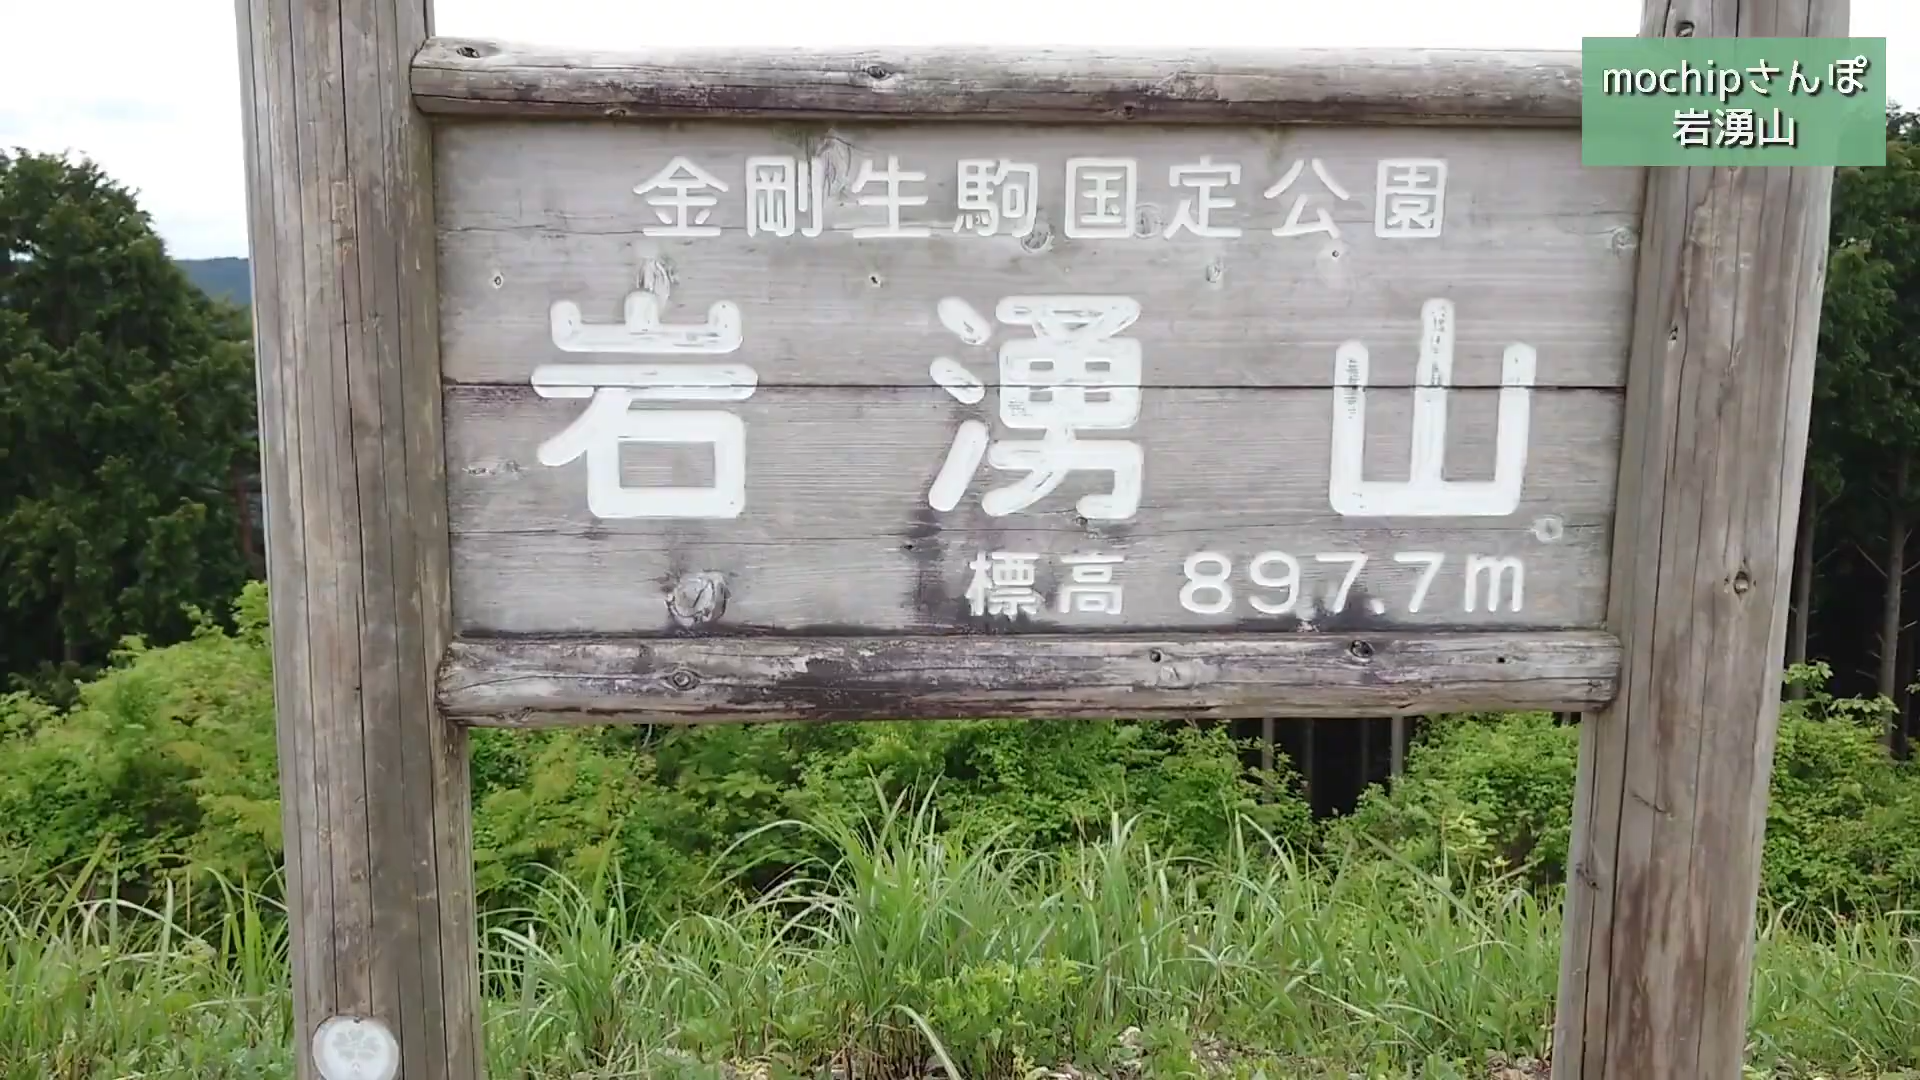 mochipさんぽ
岩湧山
金剛生駒国定公園
岩湧山
標高 897.7m